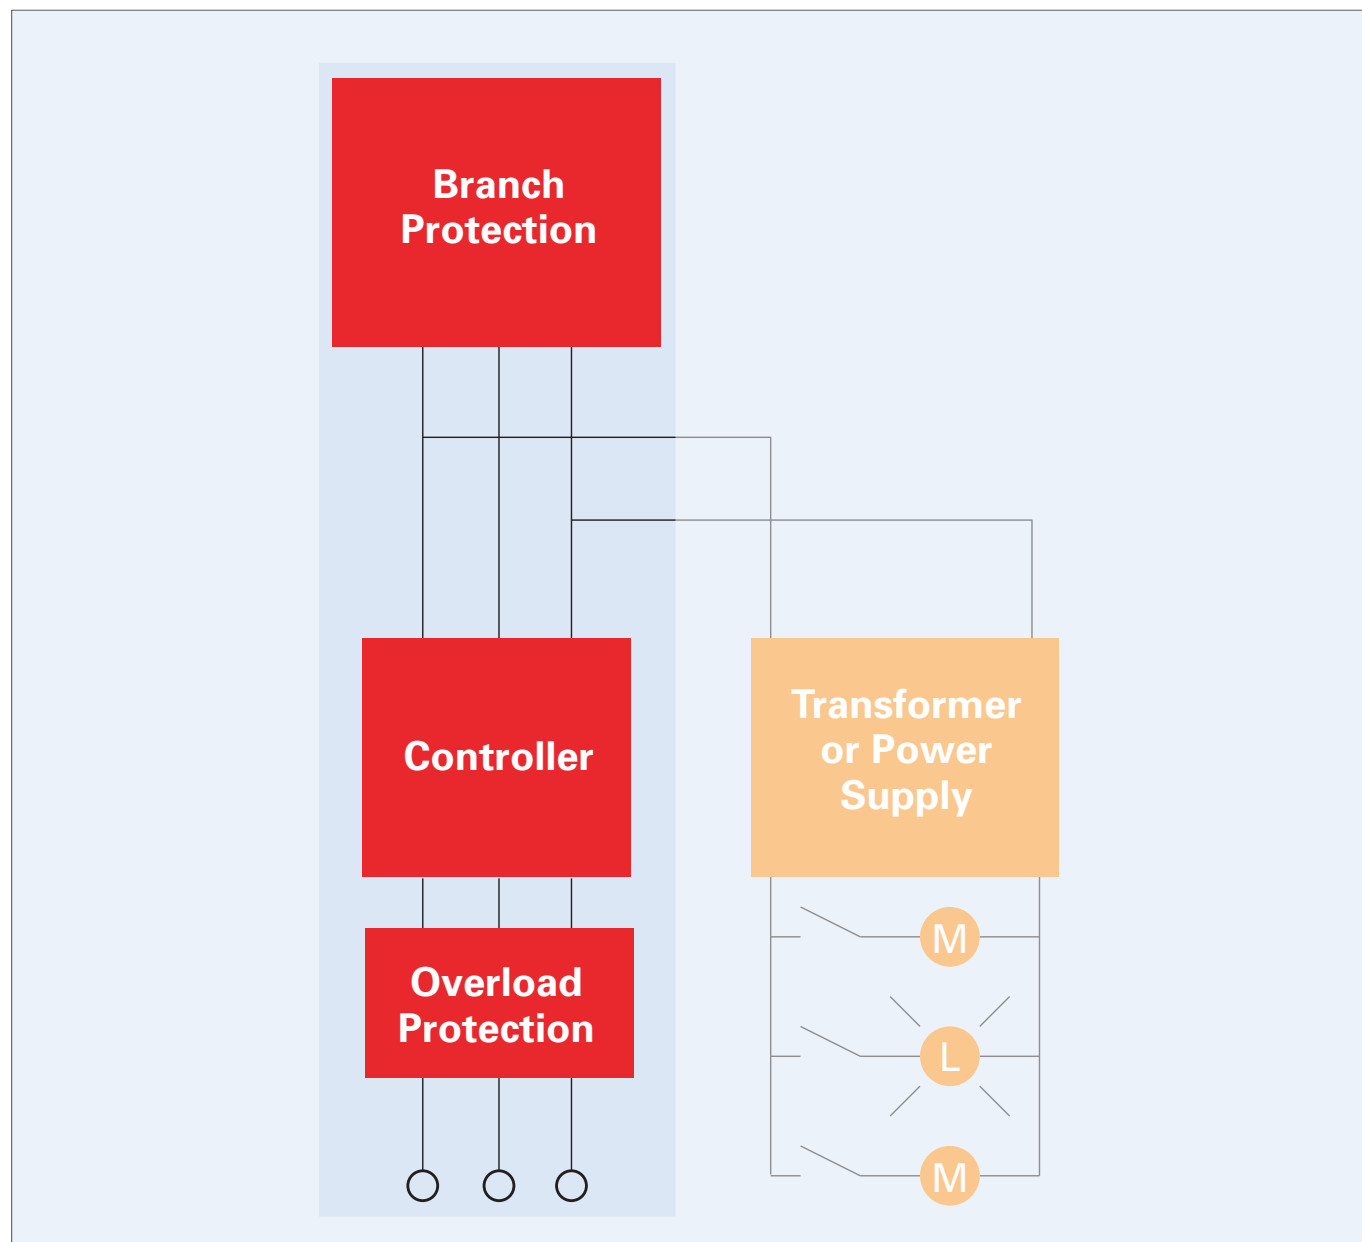 Branch
Protection
Controller
Transformer
or Power
Supply
Overload
Protection
M
L
M